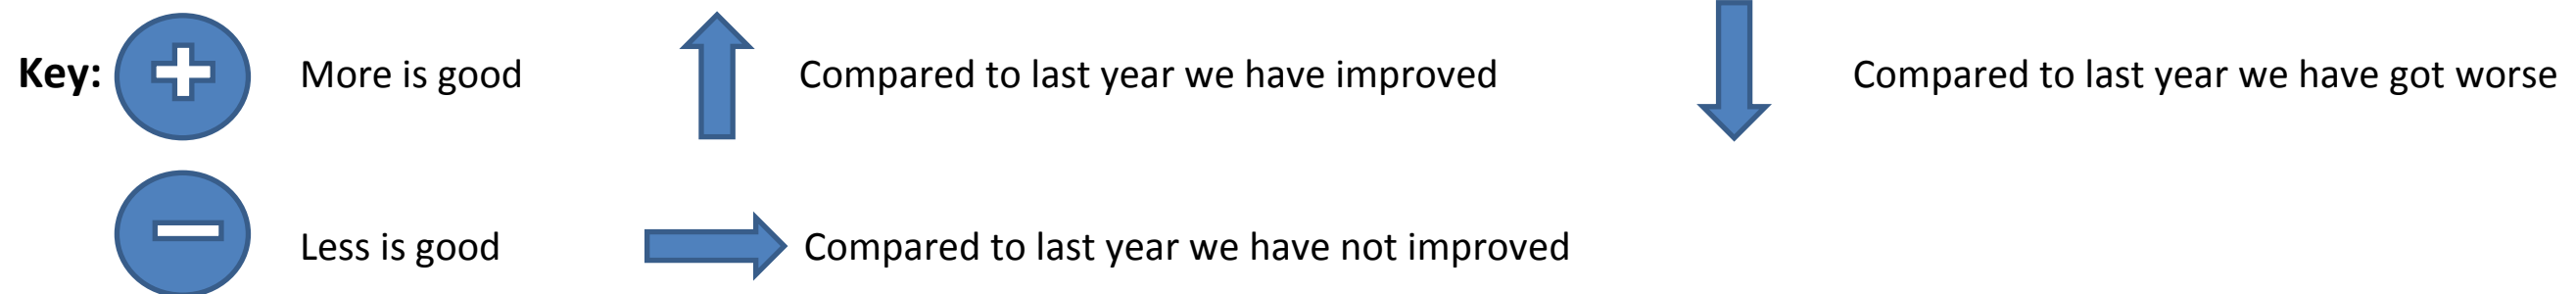 Key: More is good Compared to last year we have improved Compared to last year we have got worse
Less is good Compared to last year we have not improved